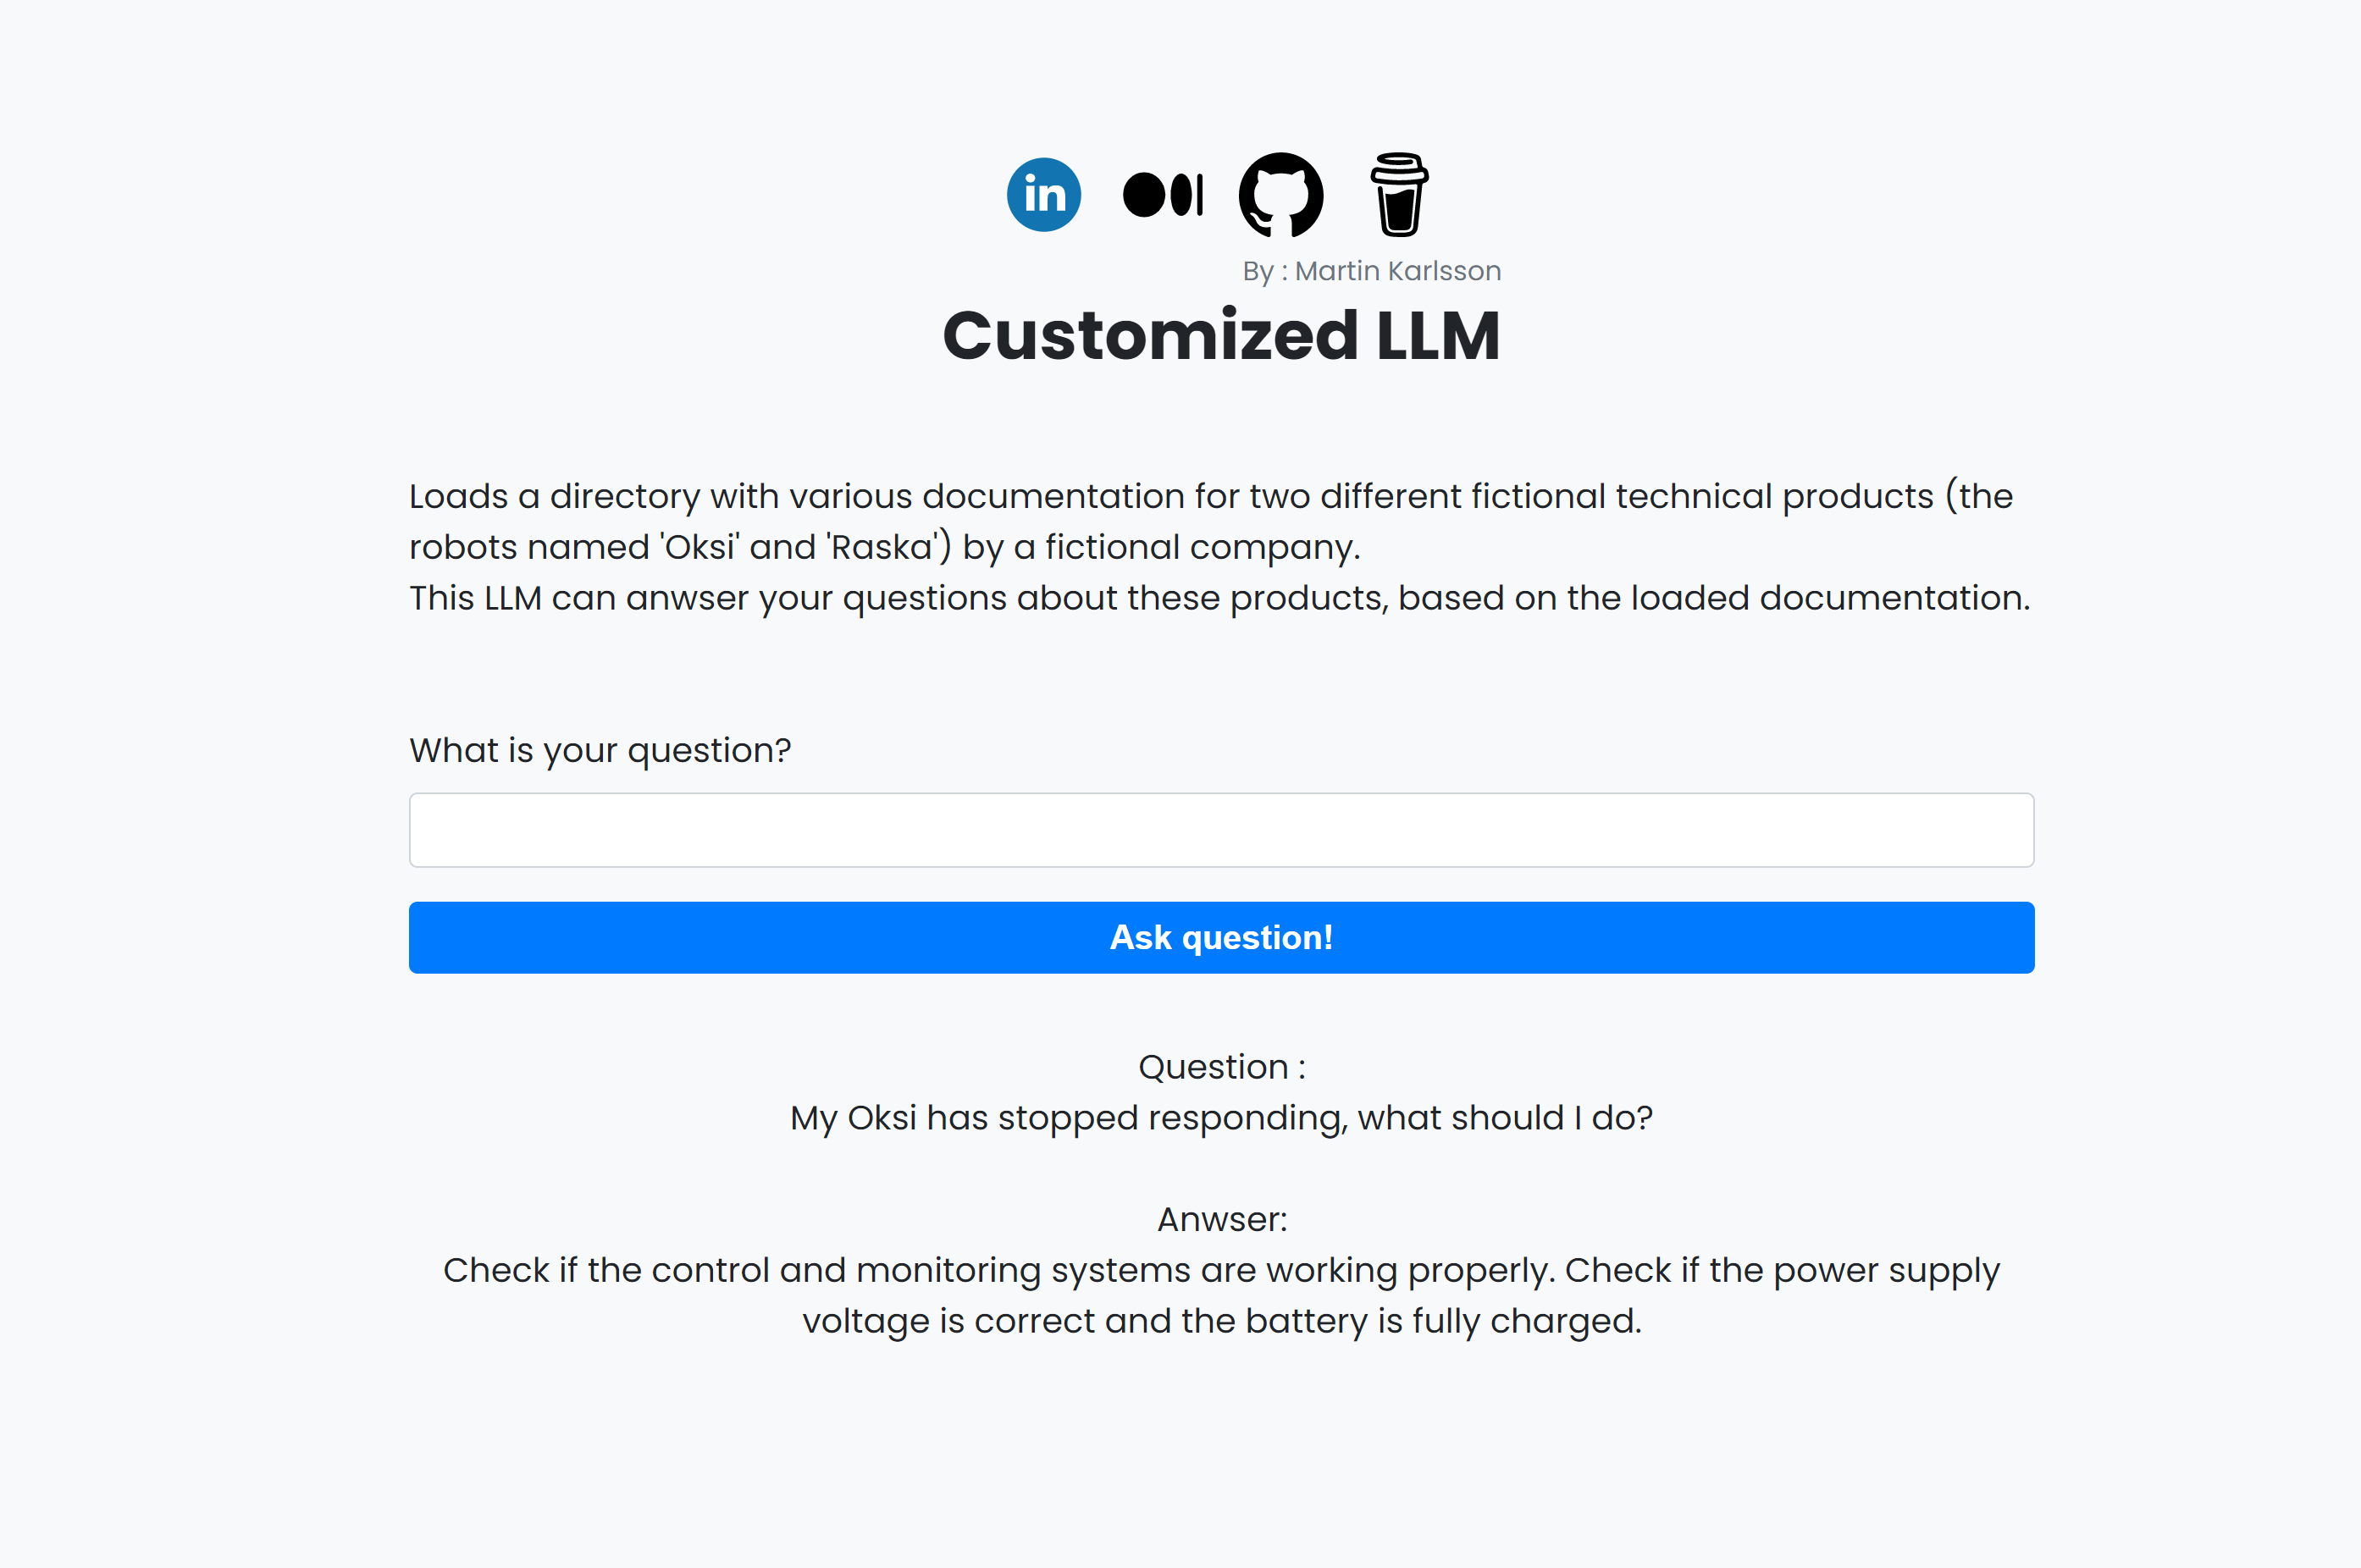 in
By : Martin Karlsson
Customized LLM
Loads a directory with various documentation for two different fictional technical products (the
robots named 'Oksi' and 'Raska') by a fictional company.
This LLM can anwser your questions about these products, based on the loaded documentation.
What is your question?
Ask question!
Question :
My Oksi has stopped responding, what should I do?
Anwser:
Check if the control and monitoring systems are working properly. Check if the power supply
voltage is correct and the battery is fully charged.